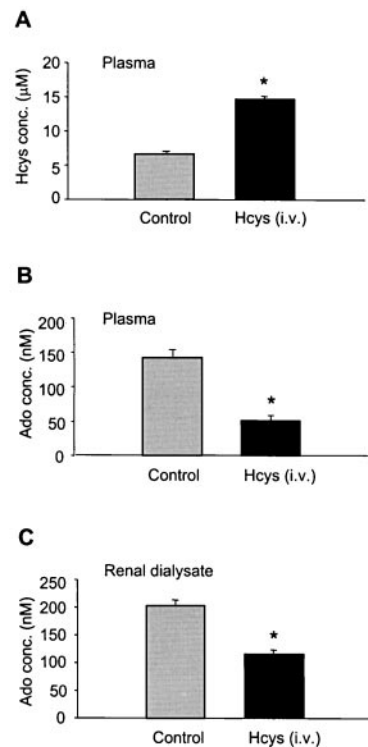 A
Plasma
Hcys conc. (μM)
20
15
10
5
0
*
Control
Hcys (i.v.)
B
Plasma
Ado conc. (nM)
200
150
100
50
0
*
Control
Hcys (i.v.)
C
Renal dialysate
Ado conc. (nM)
250
200
150
100
50
0
*
Control
Hcys (i.v.)